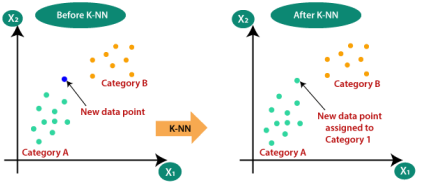 Before K-NN
X₂
Category B
New data point
Category A
X₁
K-NN
After K-NN
X₂
Category B
New data point
assigned to
Category 1
Category A
X₁